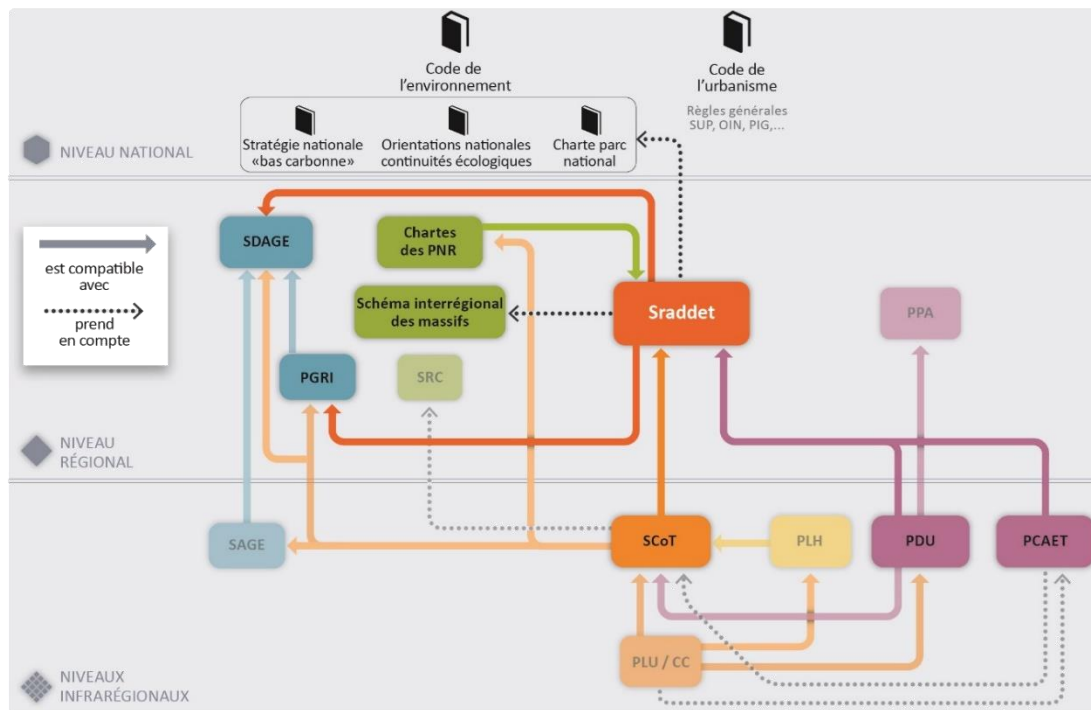 Code de
l'environnement
Code de
l'urbanisme
Règles générales
SUP, OIN, PIG,...
Stratégie nationale
«bas carbonne»
Orientations nationales
continuités écologiques
Charte parc
national
NIVEAU NATIONAL
SDAGE
Chartes
des PNR
est compatible
avec
prend
en compte
Schéma interrégional
des massifs
Sraddet
PPA
PGRI
SRC
NIVEAU
RÉGIONAL
SAGE
SCoT
PLH
PDU
PCAET
PLU / CC
NIVEAUX
INFRARÉGIONAUX